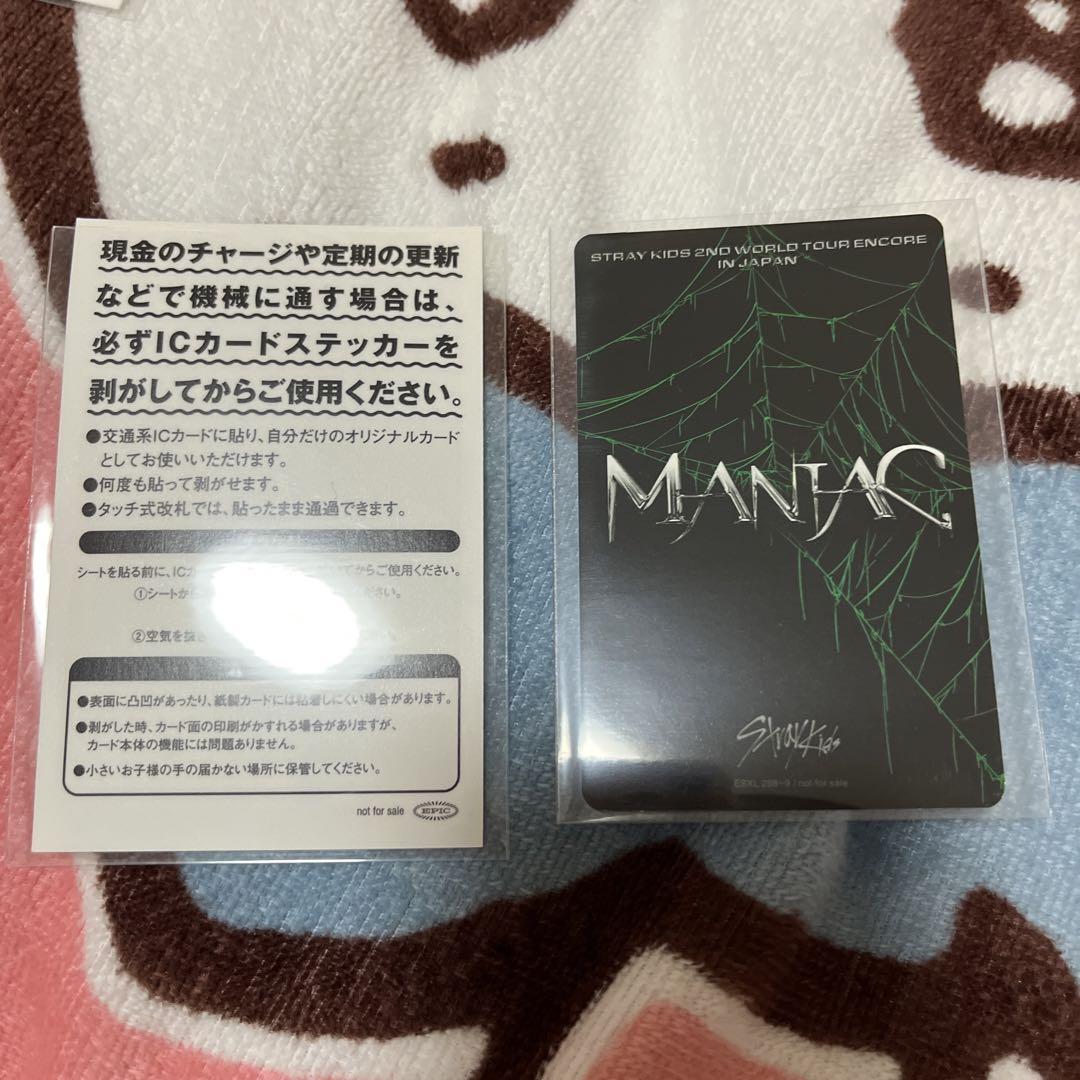 現金のチャージや定期の更新
などで機械に通す場合は、
必ずICカードステッカーを
剥がしてからご使用ください。
●交通系ICカードに貼り、自分だけのオリジナルカード
としてお使いいただけます。
●何度も貼って剥がせます。
●タッチ式改札では、貼ったまま通過できます。
シートを貼る前に、IC てからご使用ください。
①シートか ださい。
②空気を抜き
●表面に凸凹があったり、紙製カードには粘着しにくい場合があります。
●剥がした時、カード面の印刷がかすれる場合がありますが、
カード本体の機能には問題ありません。
●小さいお子様の手の届かない場所に保管してください。
not for sale EPIC
STRAY KIDS 2ND WORLD TOUR ENCORE
IN JAPAN
MANIAC
Stray Kids
ESXL 288~9 / not for sale